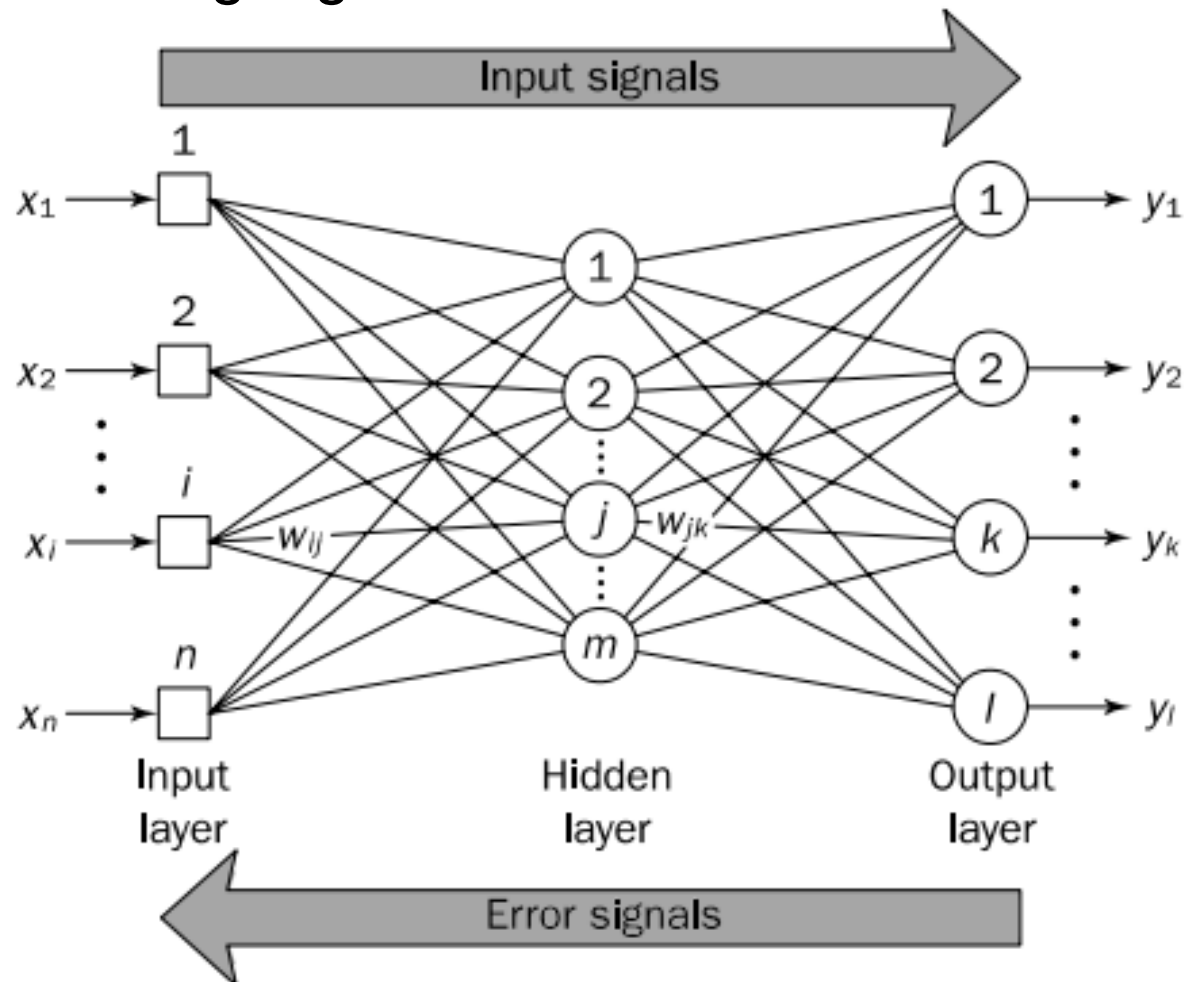 Input signals
1
x1
1
y1
1
2
x2
2
2
y2
i
xi
wij
j
wjk
k
yk
n
m
xn
l
yl
Input
layer
Hidden
layer
Output
layer
Error signals